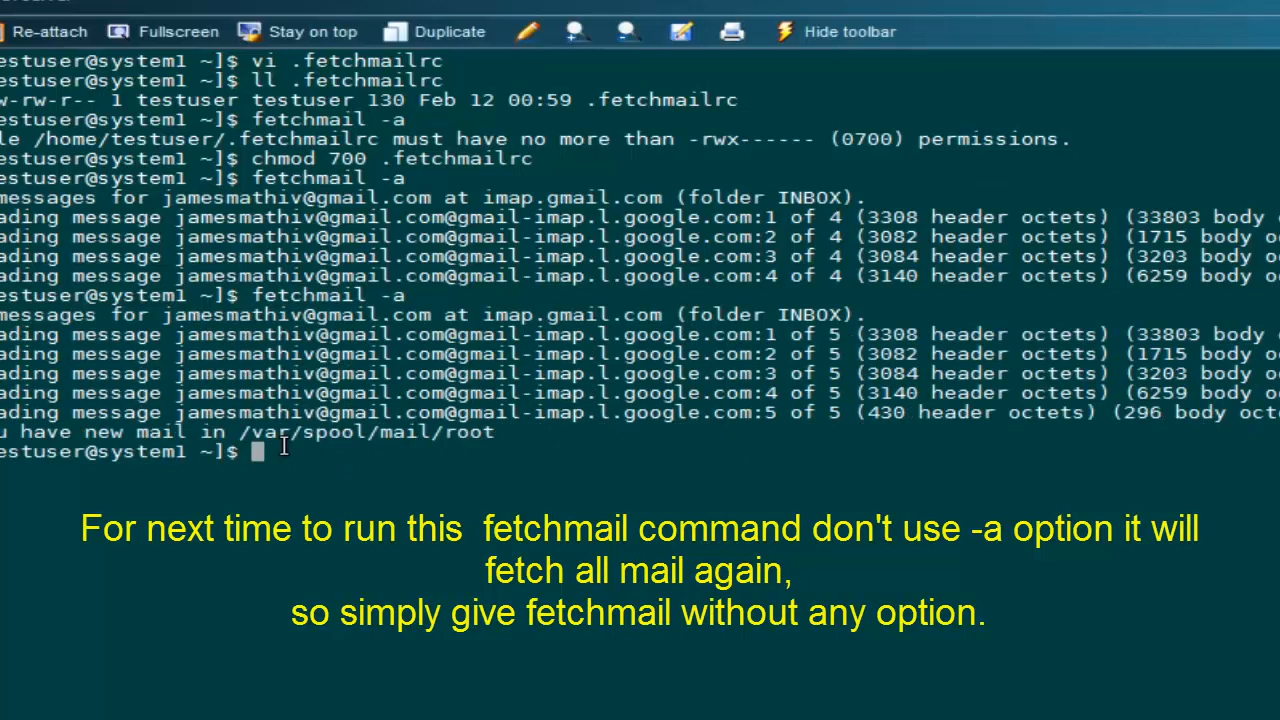 Re-attach Fullscreen Stay on top Duplicate Hide toolbar
estuser@system1 ~]$ vi .fetchmailrc
estuser@system1 ~]$ ll .fetchmailrc
w-rw-r-- 1 testuser testuser 130 Feb 12 00:59 .fetchmailrc
estuser@system1 ~]$ fetchmail -a
le /home/testuser/.fetchmailrc must have no more than -rwx------ (0700) permissions.
estuser@system1 ~]$ chmod 700 .fetchmailrc
estuser@system1 ~]$ fetchmail -a
messages for jamesmathiv@gmail.com at imap.gmail.com (folder INBOX).
ading message jamesmathiv@gmail.com@gmail-imap.l.google.com:1 of 4 (3308 header octets) (33803 body
ading message jamesmathiv@gmail.com@gmail-imap.l.google.com:2 of 4 (3082 header octets) (1715 body o
ading message jamesmathiv@gmail.com@gmail-imap.l.google.com:3 of 4 (3084 header octets) (3203 body o
ading message jamesmathiv@gmail.com@gmail-imap.l.google.com:4 of 4 (3140 header octets) (6259 body o
estuser@system1 ~]$ fetchmail -a
messages for jamesmathiv@gmail.com at imap.gmail.com (folder INBOX).
ading message jamesmathiv@gmail.com@gmail-imap.l.google.com:1 of 5 (3308 header octets) (33803 body
ading message jamesmathiv@gmail.com@gmail-imap.l.google.com:2 of 5 (3082 header octets) (1715 body o
ading message jamesmathiv@gmail.com@gmail-imap.l.google.com:3 of 5 (3084 header octets) (3203 body o
ading message jamesmathiv@gmail.com@gmail-imap.l.google.com:4 of 5 (3140 header octets) (6259 body o
ading message jamesmathiv@gmail.com@gmail-imap.l.google.com:5 of 5 (430 header octets) (296 body oct
u have new mail in /var/spool/mail/root
estuser@system1 ~]$
For next time to run this fetchmail command don't use -a option it will
fetch all mail again,
so simply give fetchmail without any option.